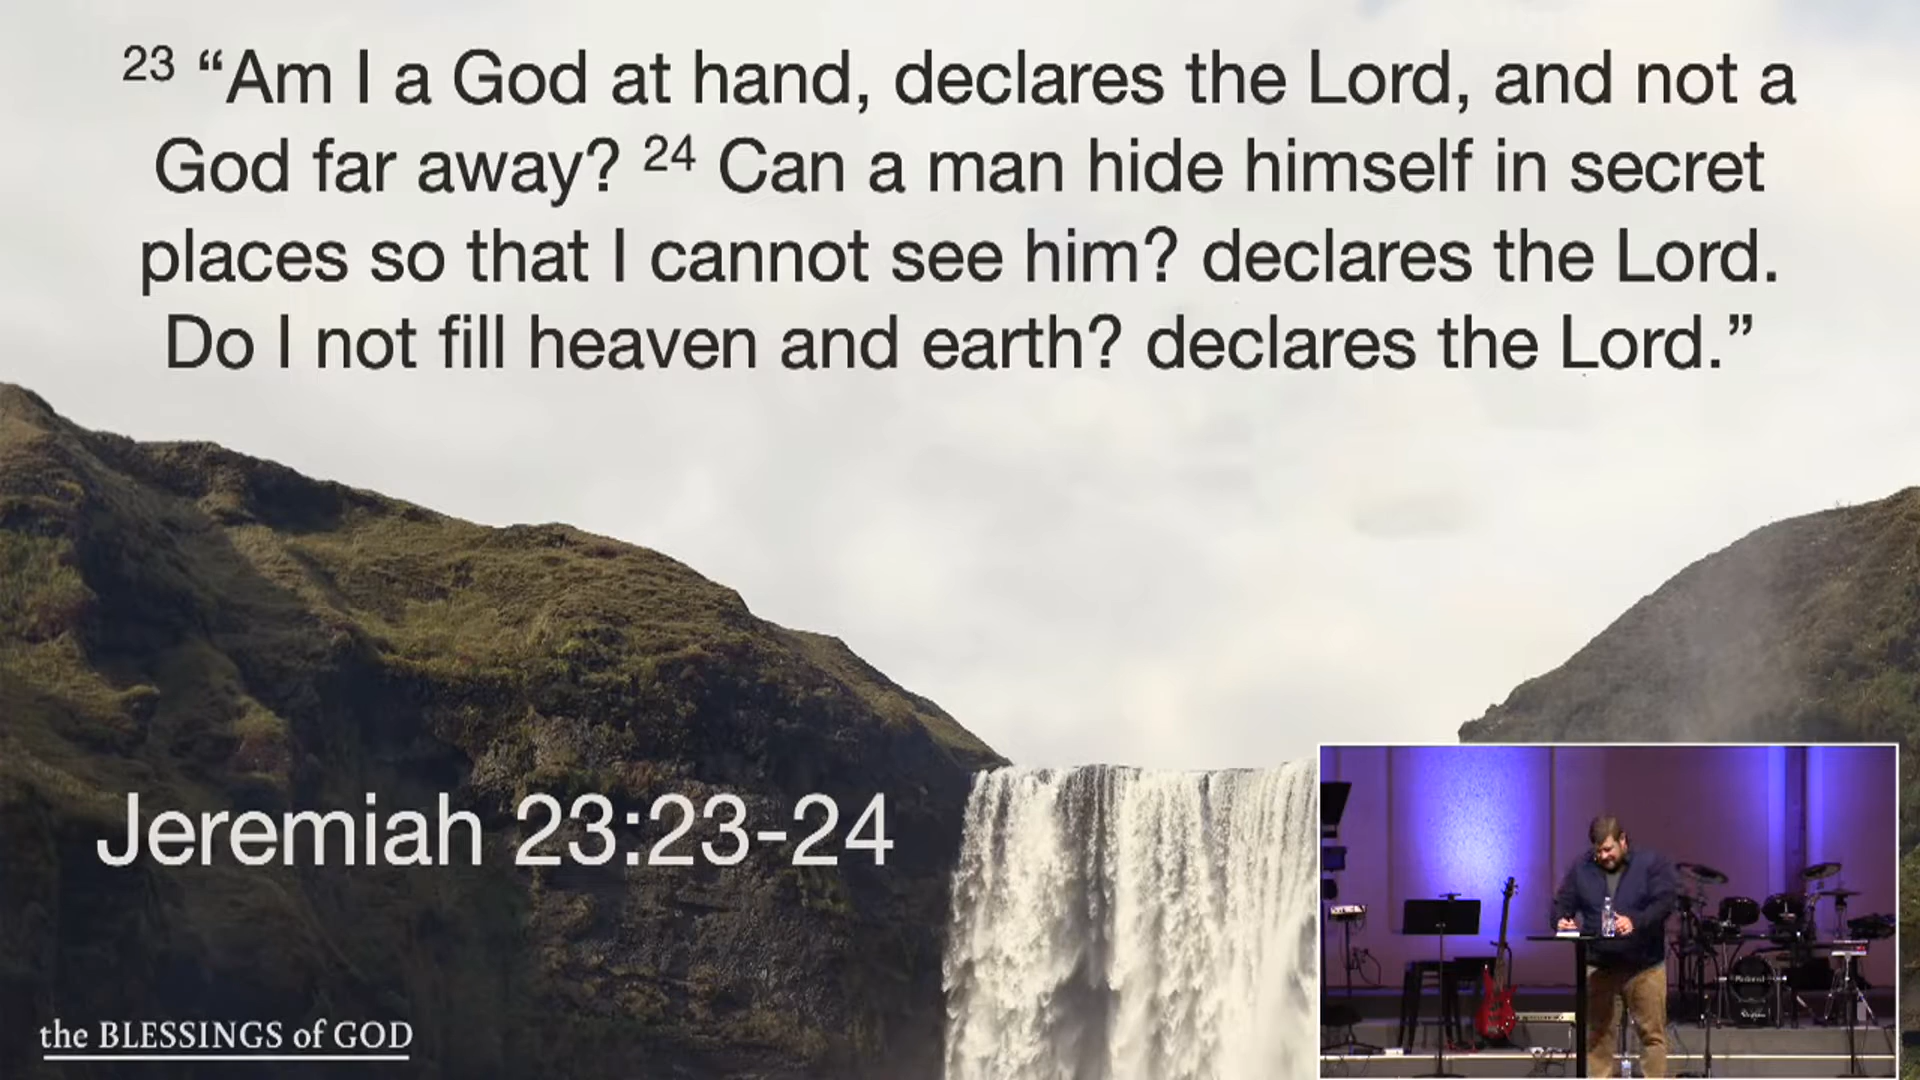 23 “Am I a God at hand, declares the Lord, and not a
God far away? 24 Can a man hide himself in secret
places so that I cannot see him? declares the Lord.
Do I not fill heaven and earth? declares the Lord.”
Jeremiah 23:23-24
the BLESSINGS of GOD